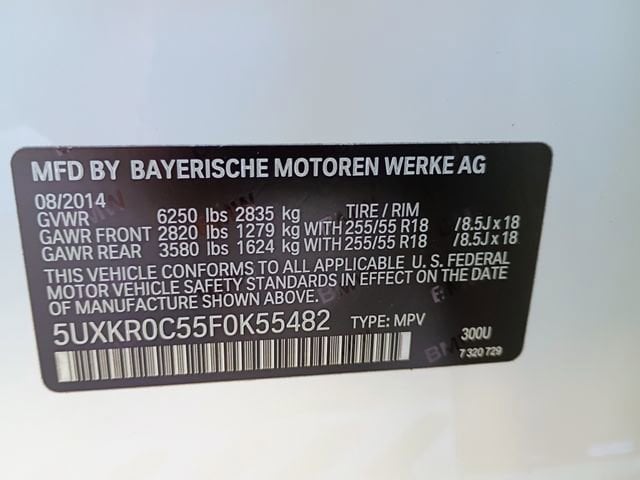 MFD BY BAYERISCHE MOTOREN WERKE AG
08/2014
GVWR 6250 lbs 2835 kg TIRE / RIM
GAWR FRONT 2820 lbs 1279 kg WITH 255/55 R18 /8.5J x 18
GAWR REAR 3580 lbs 1624 kg WITH 255/55 R18 /8.5J x 18
THIS VEHICLE CONFORMS TO ALL APPLICABLE U. S. FEDERAL
MOTOR VEHICLE SAFETY STANDARDS IN EFFECT ON THE DATE
OF MANUFACTURE SHOWN ABOVE.
5UXKR0C55F0K55482 TYPE: MPV 300U
7 320 729